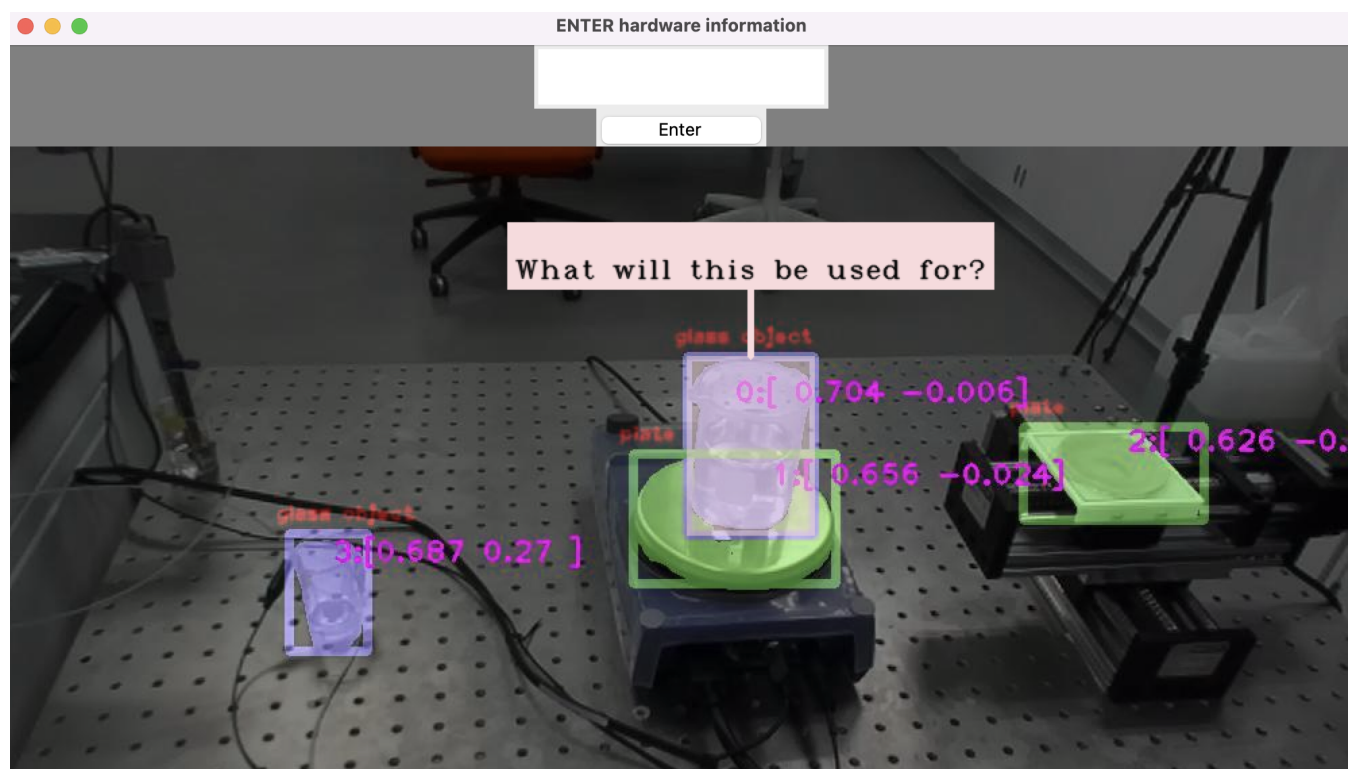 ENTER hardware information
Enter
What will this be used for?
glass object
0:[ 0.704 -0.006]
plate
plate
2:[ 0.626 -0.
1:[ 0.656 -0.024]
glass object
3:[0.687 0.27 ]